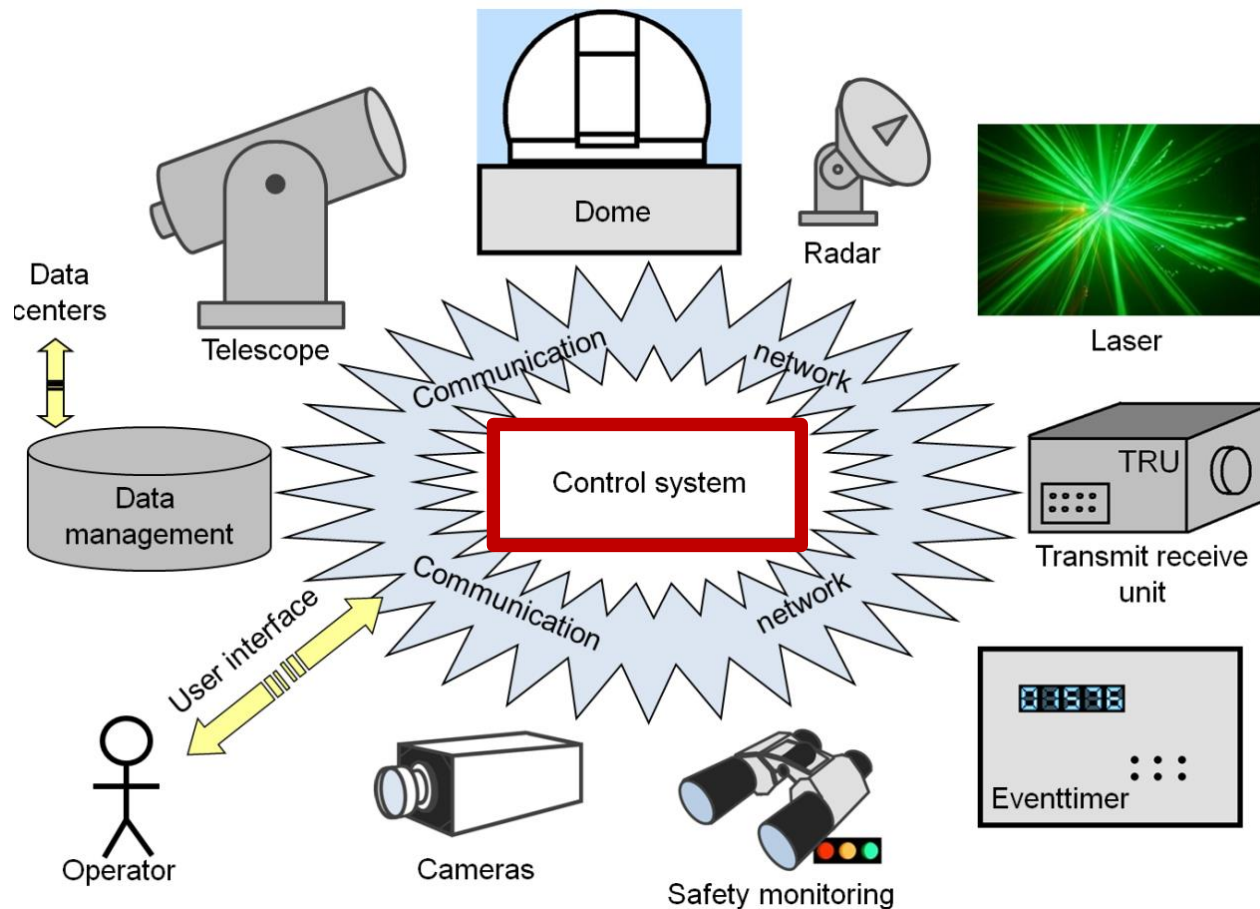 Dome
Radar
Data
centers
Telescope
Laser
Communication
network
TRU
Control system
Data
management
Transmit receive
unit
Communication
network
User interface
Eventtimer
Operator
Cameras
Safety monitoring